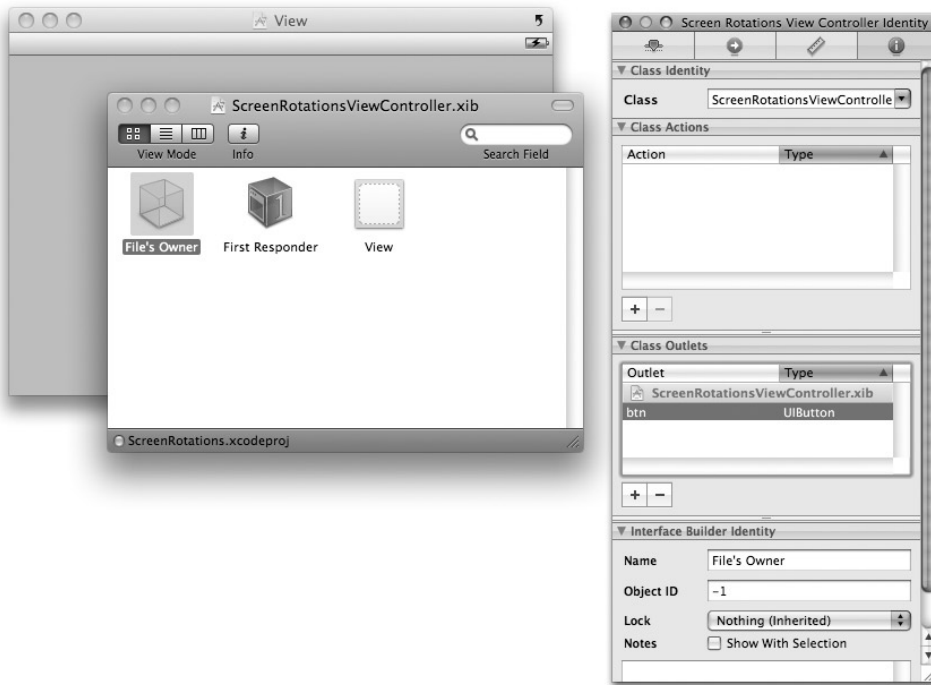 View
ScreenRotationsViewController.xib
View Mode
Info
Search Field
File's Owner
First Responder
1
View
ScreenRotations.xcodeproj
Screen Rotations View Controller Identity
Class Identity
Class
ScreenRotationsViewControlle
Class Actions
Action
Type
Class Outlets
Outlet
Type
ScreenRotationsViewController.xib
btn
UIButton
Interface Builder Identity
Name
File's Owner
Object ID
-1
Lock
Nothing (Inherited)
Notes
Show With Selection